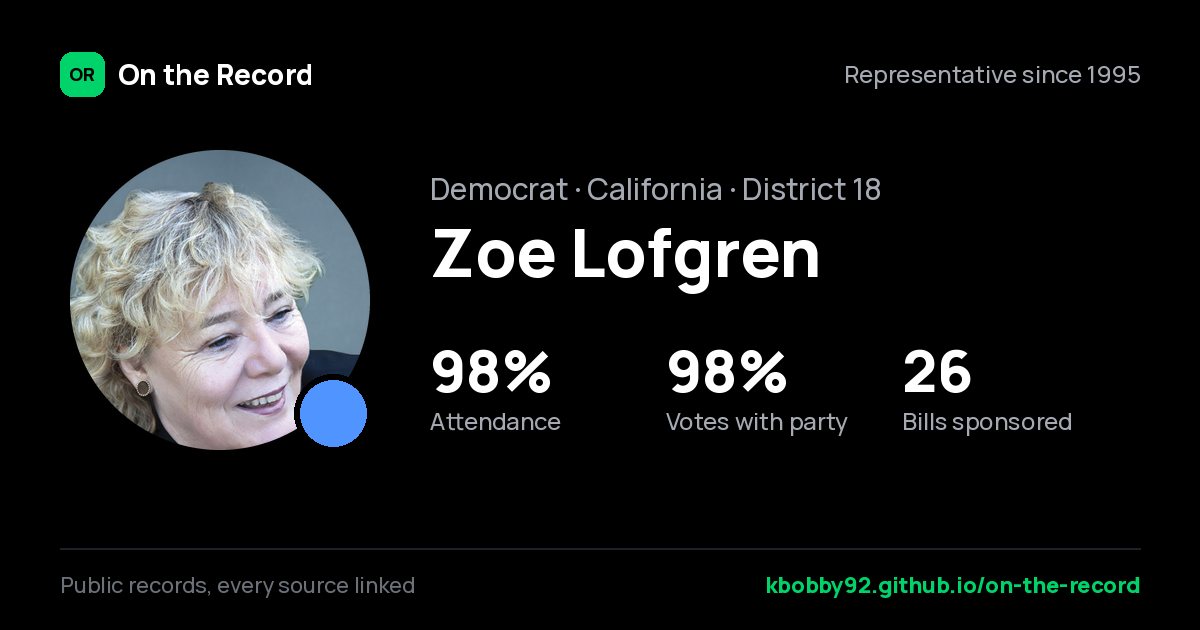 OR On the Record
Representative since 1995
Democrat · California · District 18
Zoe Lofgren
98% 98% 26
Attendance Votes with party Bills sponsored
Public records, every source linked
kbobby92.github.io/on-the-record